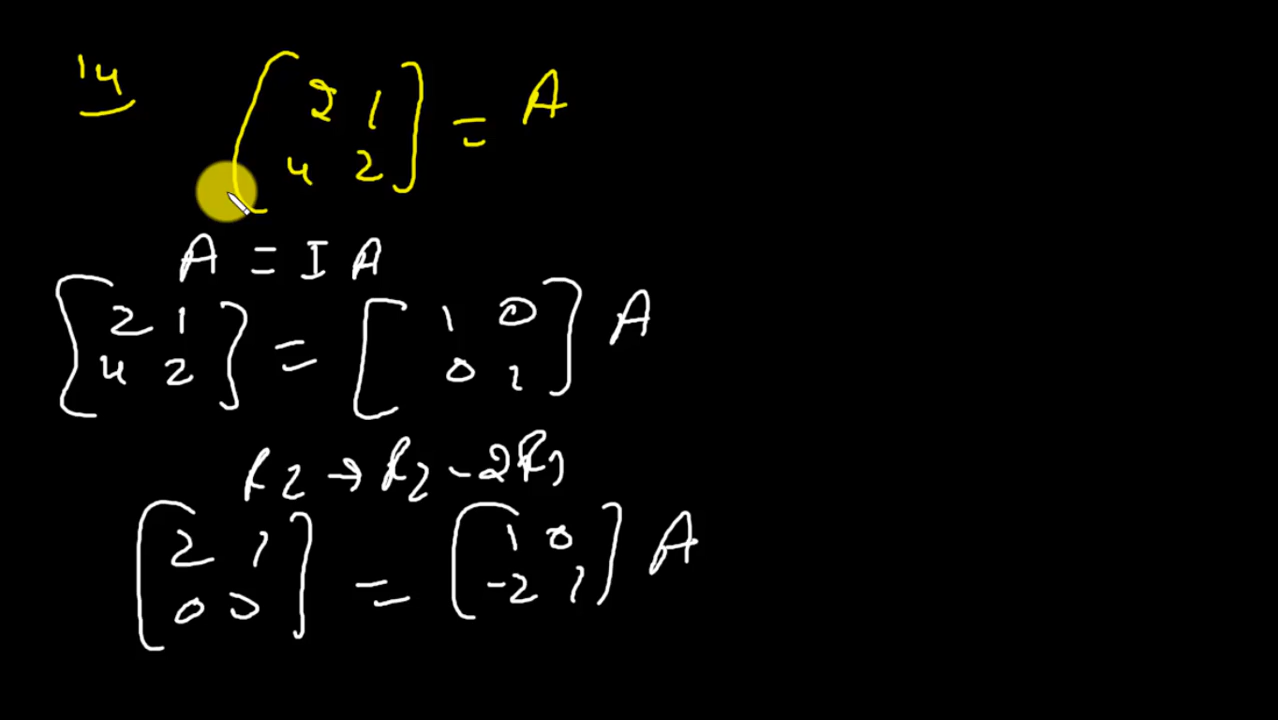 14
[2 1
4 2] = A
A = I A
[2 1
4 2] = [1 0
0 1] A
R2 → R2 - 2R1
[2 1
0 0] = [1 0
-2 1] A